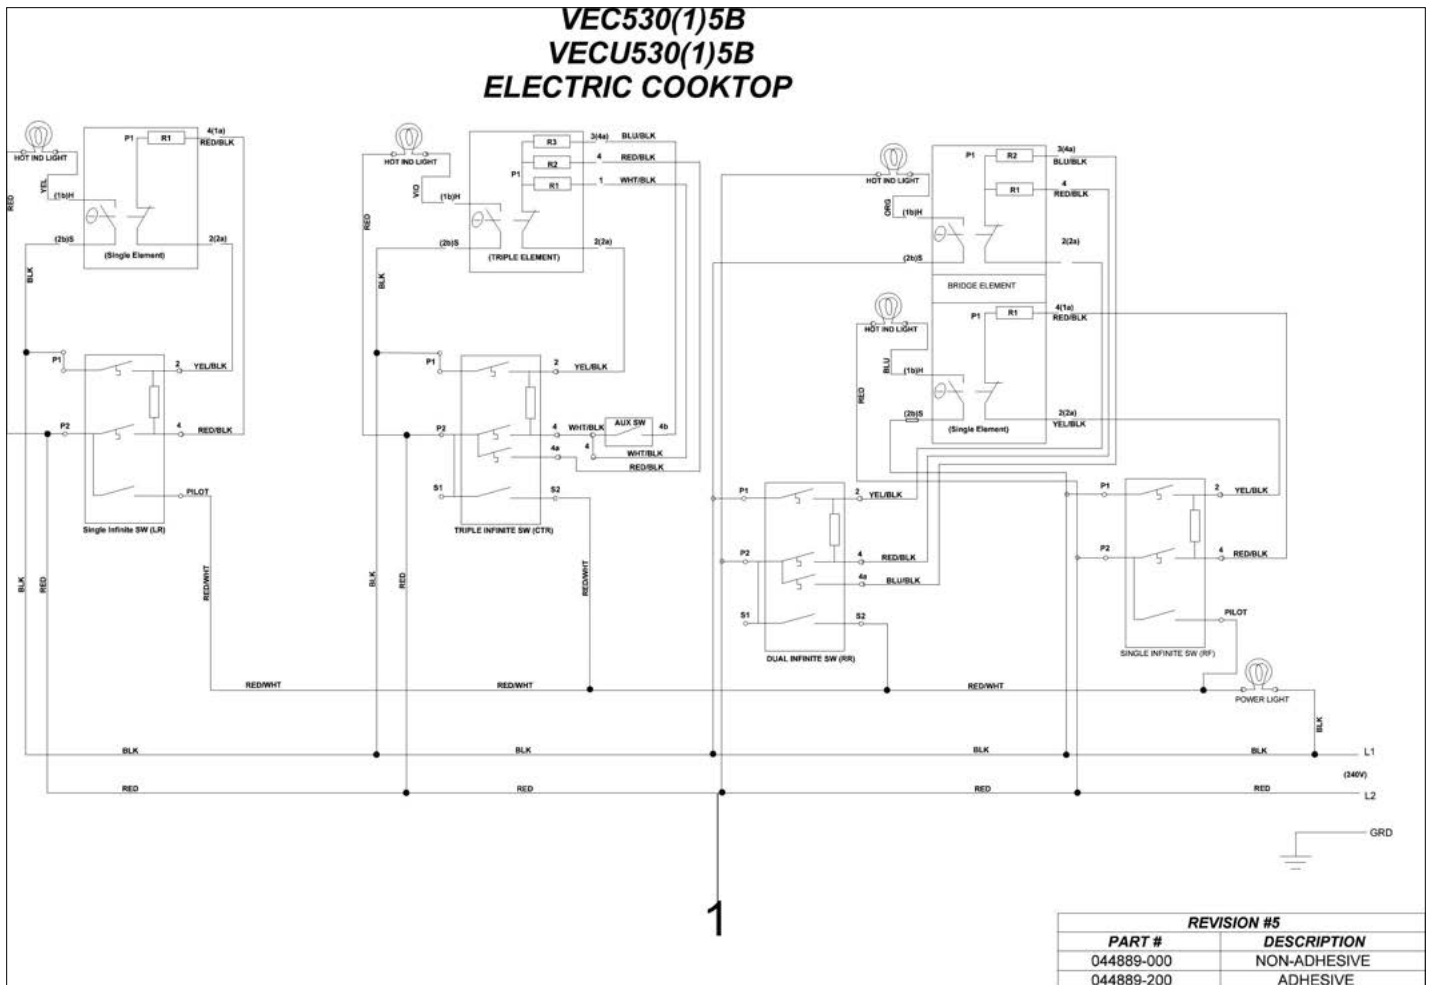 VEC530(1)5B
VECU530(1)5B
ELECTRIC COOKTOP
HOT IND LIGHT
RED
YEL
P1
R1
4(1a)
RED/BLK
(1b)H
(2b)S
2(2a)
(Single Element)
BLK
P1
2
YEL/BLK
P2
4
RED/BLK
PILOT
Single Infinite SW (LR)
BLK
RED
RED/WHT
HOT IND LIGHT
RED
VIO
P1
R3
R2
R1
3(4a)
BLU/BLK
4
RED/BLK
1
WHT/BLK
(1b)H
(2b)S
2(2a)
(TRIPLE ELEMENT)
BLK
P1
2
YEL/BLK
P2
4
WHT/BLK
AUX SW
4b
4
WHT/BLK
4a
RED/BLK
S1
S2
TRIPLE INFINITE SW (CTR)
BLK
RED
RED/WHT
HOT IND LIGHT
ORG
P1
R2
R1
3(4a)
BLU/BLK
4
RED/BLK
(1b)H
(2b)S
2(2a)
BRIDGE ELEMENT
HOT IND LIGHT
RED
BLU
P1
R1
4(1a)
RED/BLK
(1b)H
(2b)S
2(2a)
YEL/BLK
(Single Element)
P1
2
YEL/BLK
P2
4
RED/BLK
4a
BLU/BLK
S1
S2
DUAL INFINITE SW (RR)
P1
2
YEL/BLK
P2
4
RED/BLK
PILOT
SINGLE INFINITE SW (RF)
POWER LIGHT
BLK
RED/WHT
RED/WHT
RED/WHT
BLK
BLK
BLK
BLK
L1
(240V)
RED
RED
RED
RED
L2
GRD
1
REVISION #5
PART # DESCRIPTION
044889-000 NON-ADHESIVE
044889-200 ADHESIVE